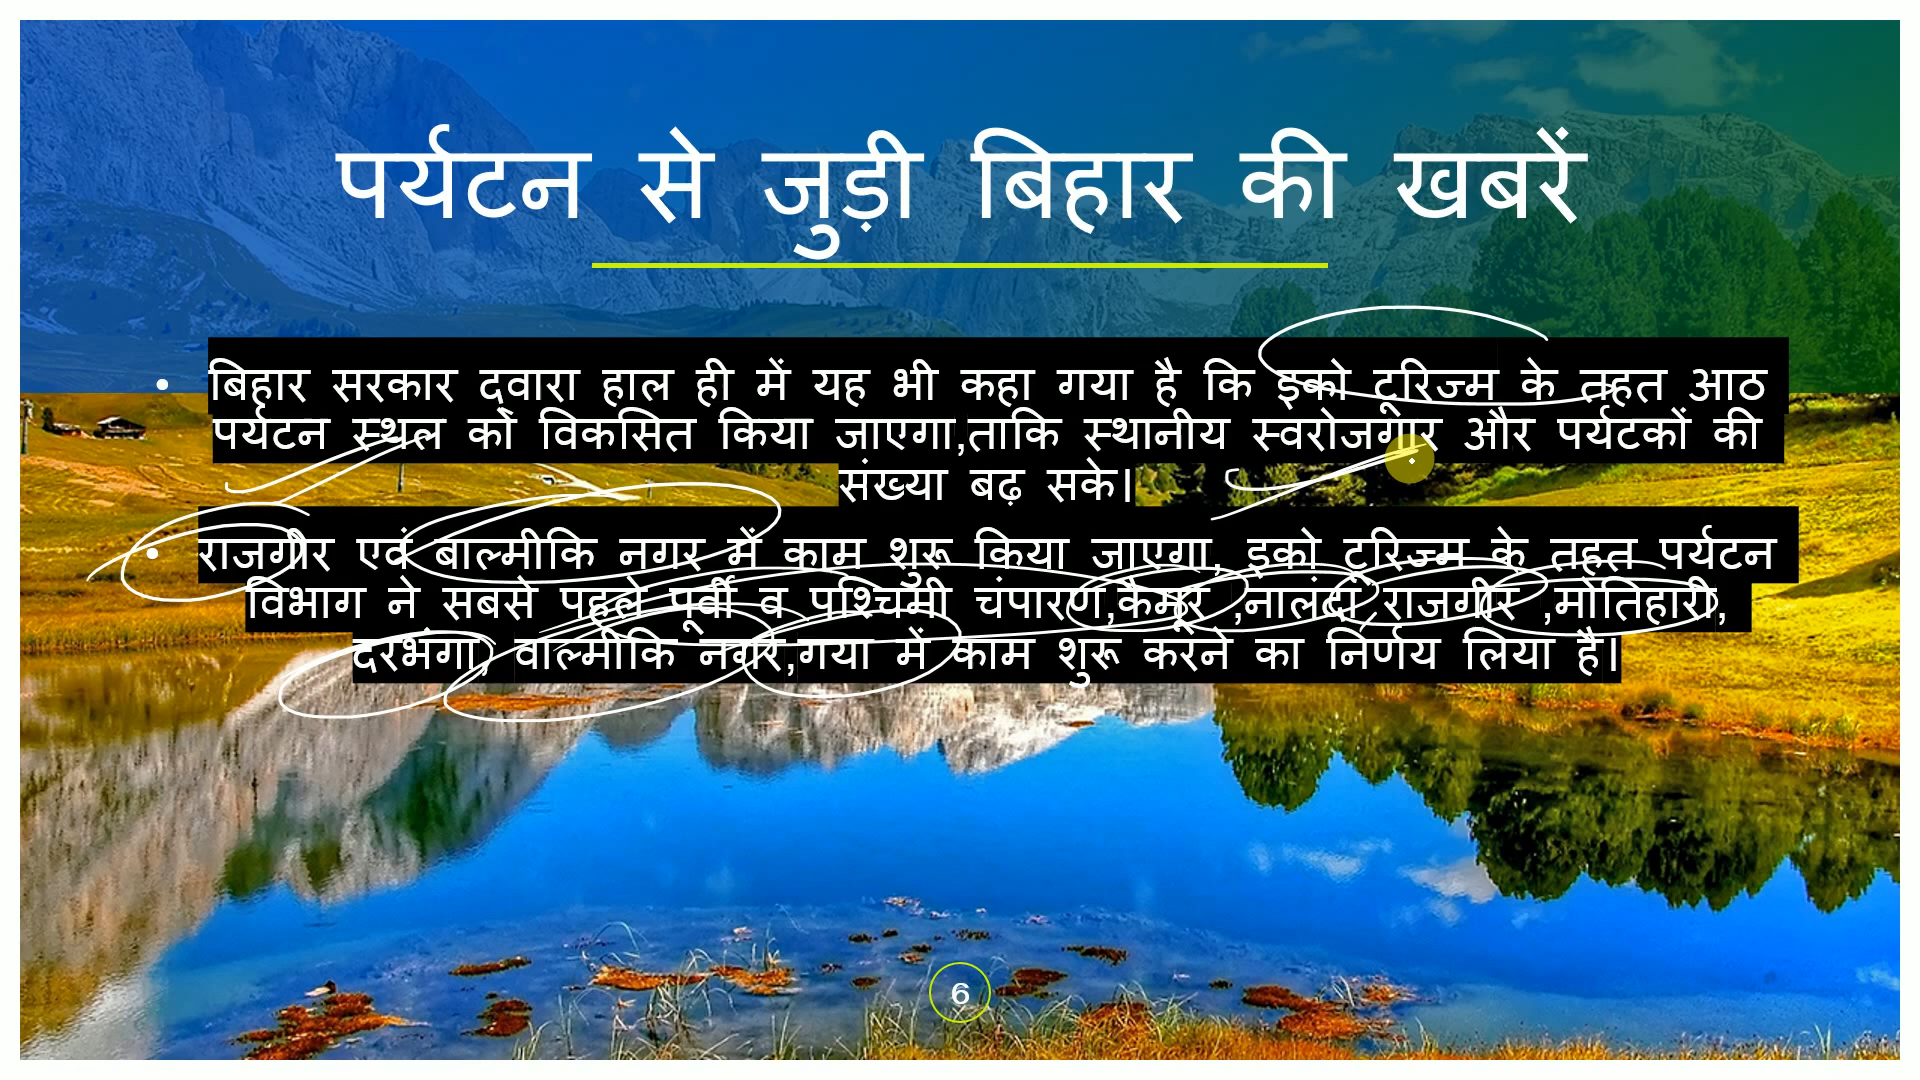 पर्यटन से जुड़ी बिहार की खबरें
• बिहार सरकार द्वारा हाल ही में यह भी कहा गया है कि इको टूरिज्म के तहत आठ
पर्यटन स्थल को विकसित किया जाएगा,ताकि स्थानीय स्वरोजगार और पर्यटकों की
संख्या बढ़ सके।
• राजगीर एवं बाल्मीकि नगर में काम शुरू किया जाएगा, इको टूरिज्म के तहत पर्यटन
विभाग ने सबसे पहले पूर्वी व पश्चिमी चंपारण,कैमूर ,नालंदा राजगीर ,मोतिहारी,
दरभंगा, वाल्मीकि नगर,गया में काम शुरू करने का निर्णय लिया है।
6